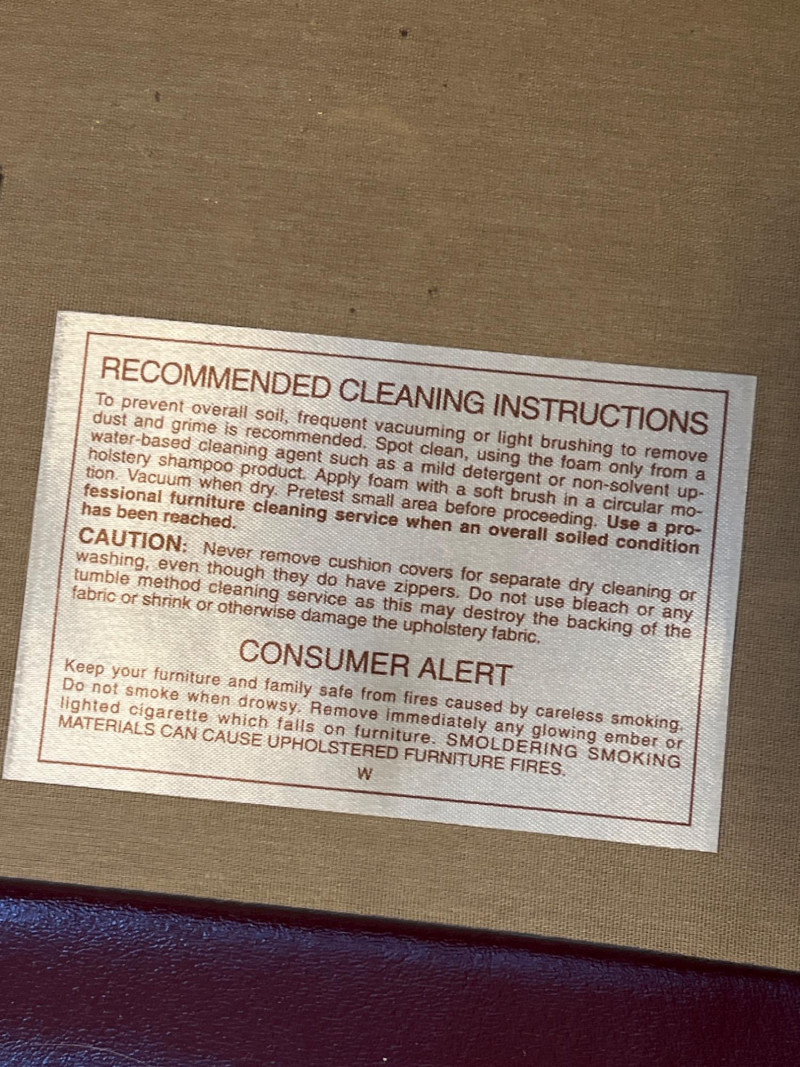 RECOMMENDED CLEANING INSTRUCTIONS
To prevent overall soil, frequent vacuuming or light brushing to remove
dust and grime is recommended. Spot clean, using the foam only from a
water-based cleaning agent such as a mild detergent or non-solvent up-
holstery shampoo product. Apply foam with a soft brush in a circular mo-
tion. Vacuum when dry. Pretest small area before proceeding. Use a pro-
fessional furniture cleaning service when an overall soiled condition
has been reached.
CAUTION: Never remove cushion covers for separate dry cleaning or
washing, even though they do have zippers. Do not use bleach or any
tumble method cleaning service as this may destroy the backing of the
fabric or shrink or otherwise damage the upholstery fabric.
CONSUMER ALERT
Keep your furniture and family safe from fires caused by careless smoking.
Do not smoke when drowsy. Remove immediately any glowing ember or
lighted cigarette which falls on furniture. SMOLDERING SMOKING
MATERIALS CAN CAUSE UPHOLSTERED FURNITURE FIRES.
W